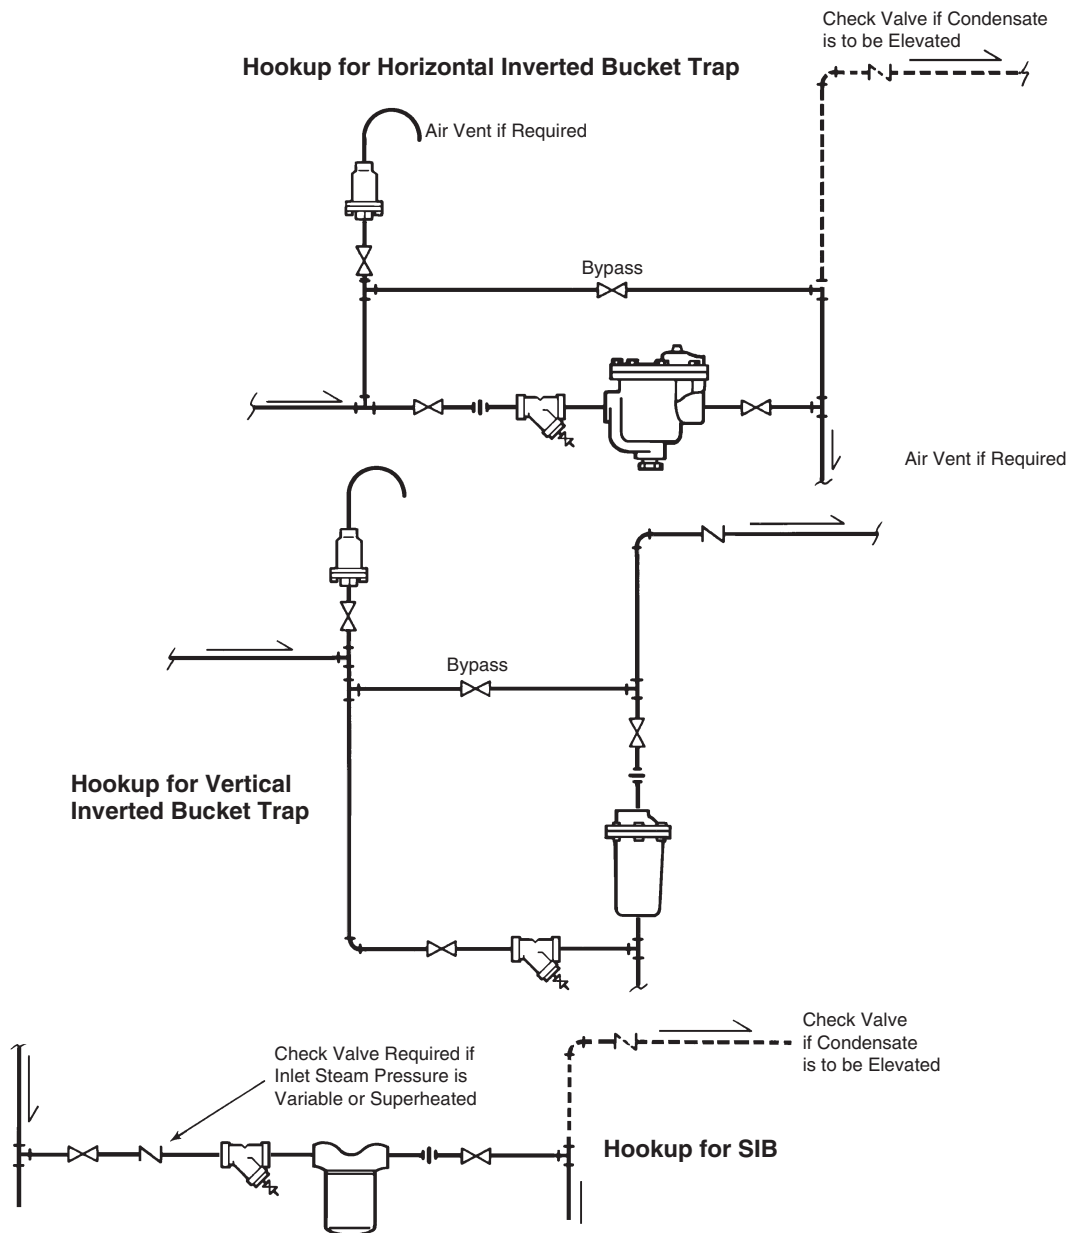 Check Valve if Condensate
is to be Elevated
Hookup for Horizontal Inverted Bucket Trap
Air Vent if Required
Bypass
Air Vent if Required
Bypass
Hookup for Vertical
Inverted Bucket Trap
Check Valve
if Condensate
is to be Elevated
Check Valve Required if
Inlet Steam Pressure is
Variable or Superheated
Hookup for SIB